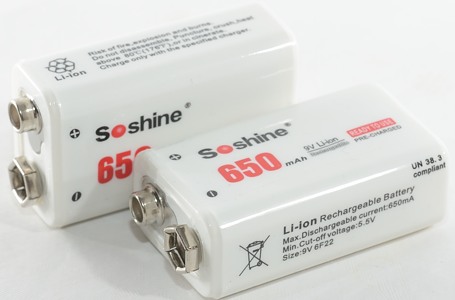 Risk of fire, explosion and burns.
Do not disassemble, Puncture, crush, heat
above 80°C(176°F), or incinerate.
Charge only with the specified charger.
Li-ion
+ Soshine®
650
-
+ Soshine®
650 mAh
9V Li-ion
READY TO USE
PRE-CHARGED
-
UN 38.3
compliant
Li-ion Rechargeable Battery
Max.Dischargeable current:650mA
Min.Cut-off voltage:5.5V
Size:9V 6F22